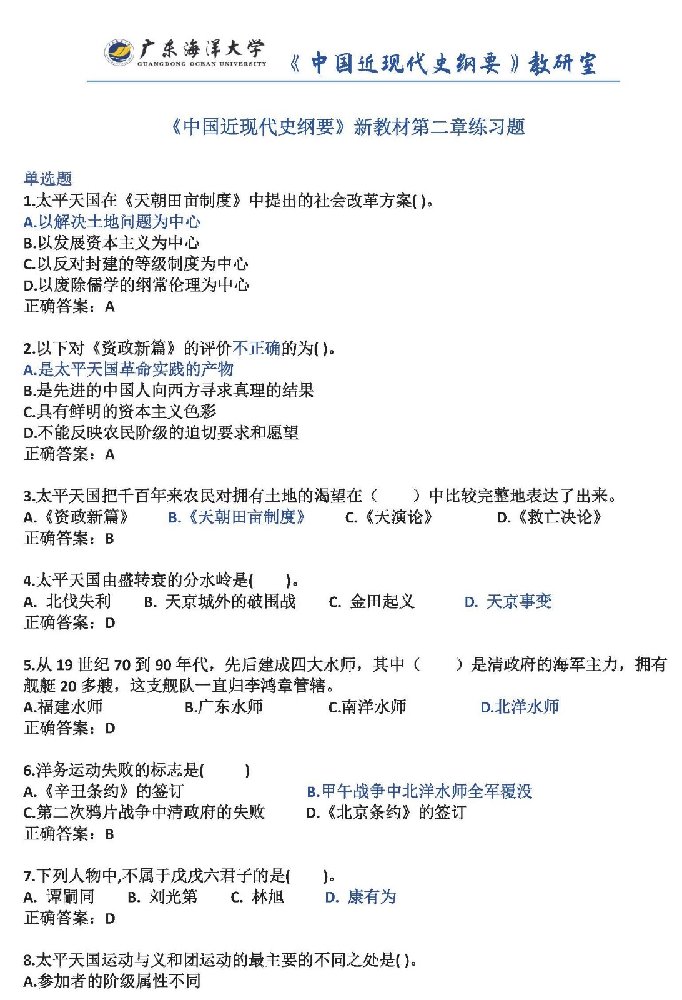 广东海洋大学
GUANGDONG OCEAN UNIVERSITY
《中国近现代史纲要》教研室
《中国近现代史纲要》新教材第二章练习题
单选题
1.太平天国在《天朝田亩制度》中提出的社会改革方案( )。
A.以解决土地问题为中心
B.以发展资本主义为中心
C.以反对封建的等级制度为中心
D.以废除儒学的纲常伦理为中心
正确答案：A
2.以下对《资政新篇》的评价不正确的为( )。
A.是太平天国革命实践的产物
B.是先进的中国人向西方寻求真理的结果
C.具有鲜明的资本主义色彩
D.不能反映农民阶级的迫切要求和愿望
正确答案：A
3.太平天国把千百年来农民对拥有土地的渴望在（　　）中比较完整地表达了出来。
A.《资政新篇》 B.《天朝田亩制度》 C.《天演论》 D.《救亡决论》
正确答案：B
4.太平天国由盛转衰的分水岭是(　　)。
A. 北伐失利 B. 天京城外的破围战 C. 金田起义 D. 天京事变
正确答案：D
5.从 19 世纪 70 到 90 年代，先后建成四大水师，其中（　　）是清政府的海军主力，拥有
舰艇 20 多艘，这支舰队一直归李鸿章管辖。
A.福建水师 B.广东水师 C.南洋水师 D.北洋水师
正确答案：D
6.洋务运动失败的标志是(　　)
A.《辛丑条约》的签订 B.甲午战争中北洋水师全军覆没
C.第二次鸦片战争中清政府的失败 D.《北京条约》的签订
正确答案：B
7.下列人物中,不属于戊戌六君子的是(　　)。
A. 谭嗣同 B. 刘光第 C. 林旭 D. 康有为
正确答案：D
8.太平天国运动与义和团运动的最主要的不同之处是( )。
A.参加者的阶级属性不同